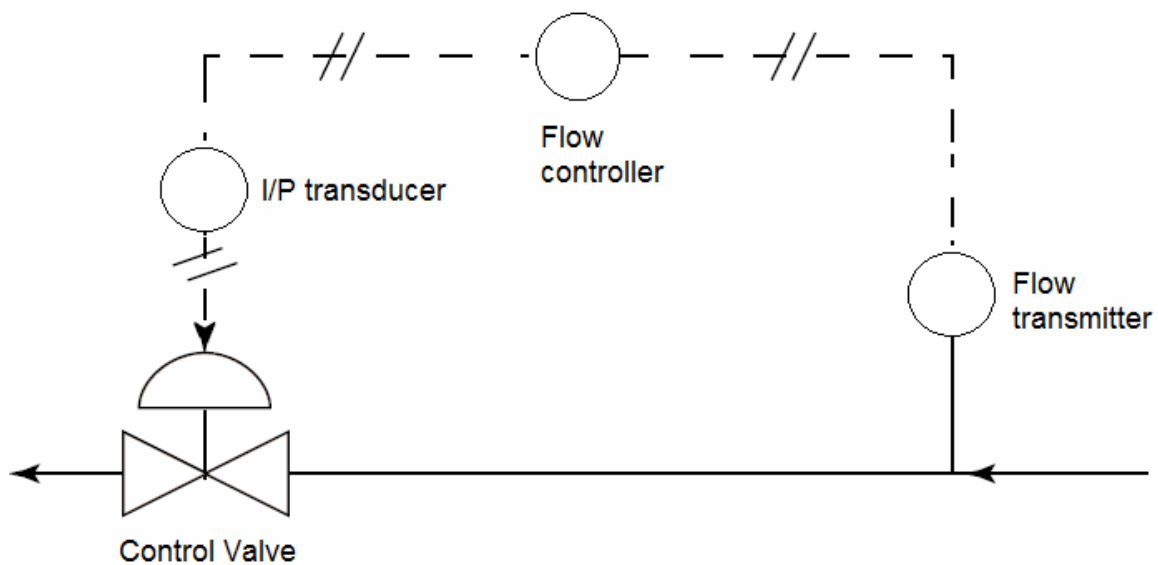 Flow
controller
I/P transducer
Flow
transmitter
Control Valve